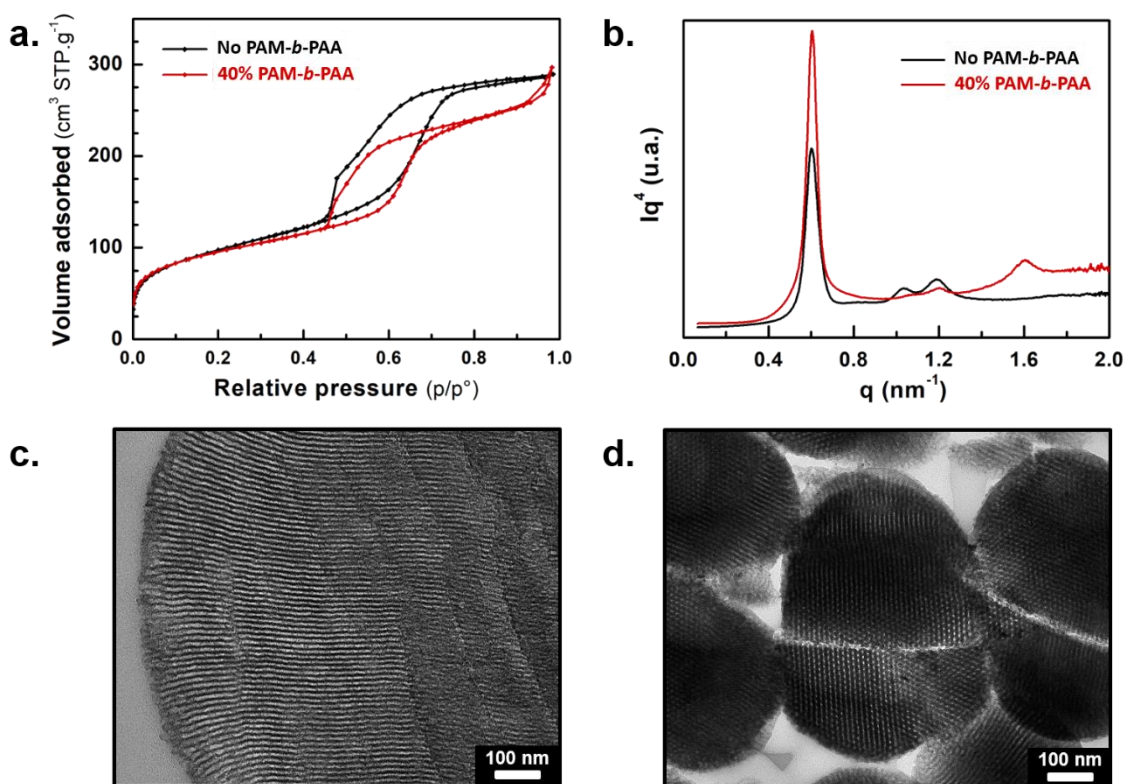 a.
No PAM-b-PAA
40% PAM-b-PAA
Volume adsorbed (cm³ STP.g⁻¹)
300
200
100
0
0.0 0.2 0.4 0.6 0.8 1.0
Relative pressure (p/p°)
b.
No PAM-b-PAA
40% PAM-b-PAA
Iq⁴ (u.a.)
0.0 0.4 0.8 1.2 1.6 2.0
q (nm⁻¹)
c.
100 nm
d.
100 nm